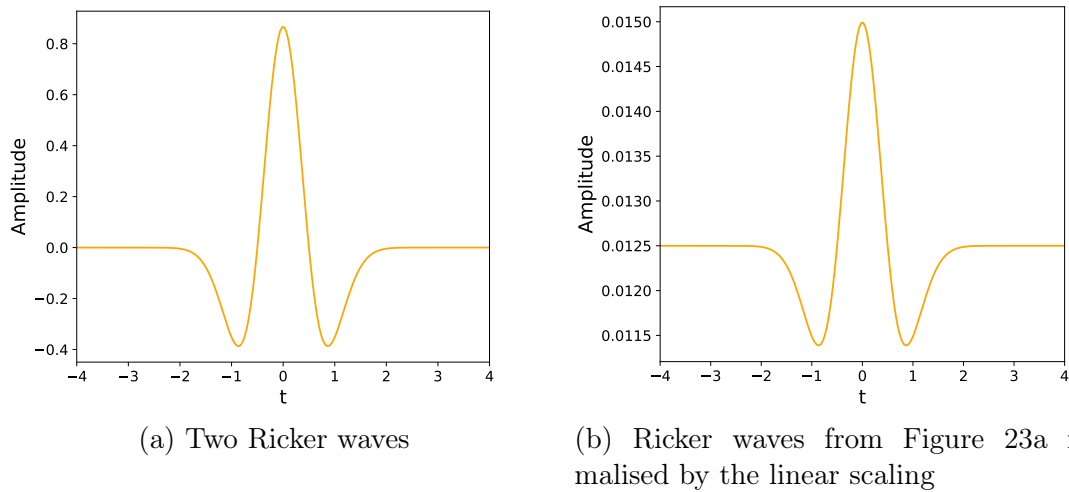 0.8
0.6
0.4
0.2
0.0
−0.2
−0.4
Amplitude
−4 −3 −2 −1 0 1 2 3 4
t
(a) Two Ricker waves
0.0150
0.0145
0.0140
0.0135
0.0130
0.0125
0.0120
0.0115
Amplitude
−4 −3 −2 −1 0 1 2 3 4
t
(b) Ricker waves from Figure 23a
malised by the linear scaling